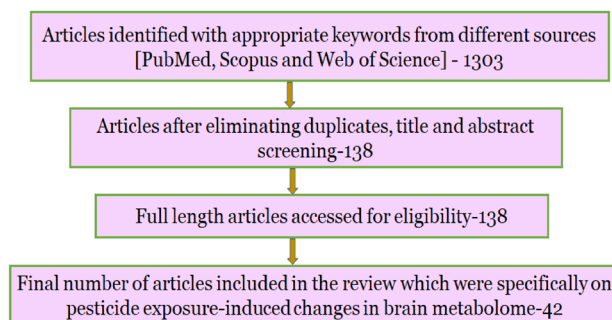 Articles identified with appropriate keywords from different sources
[PubMed, Scopus and Web of Science] - 1303
Articles after eliminating duplicates, title and abstract
screening-138
Full length articles accessed for eligibility-138
Final number of articles included in the review which were specifically on
pesticide exposure-induced changes in brain metabolome-42